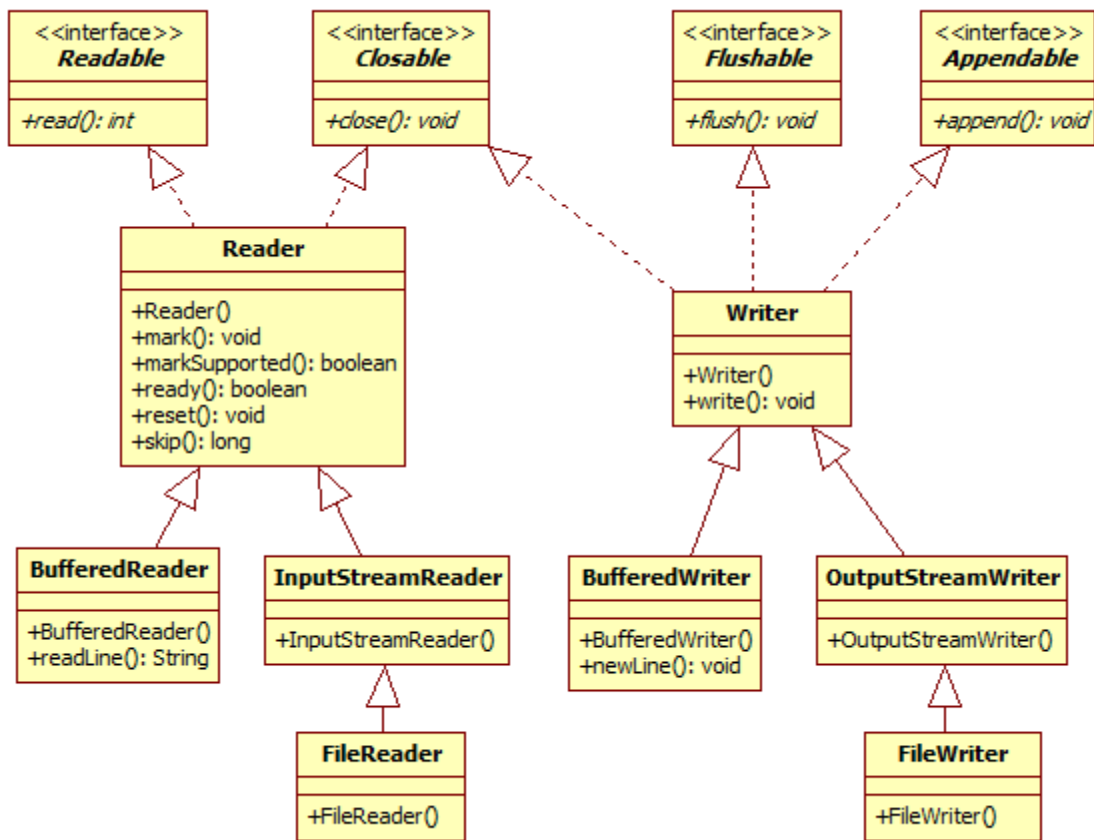 <<interface>>
Readable
+read(): int
<<interface>>
Closable
+close(): void
<<interface>>
Flushable
+flush(): void
<<interface>>
Appendable
+append(): void
Reader
+Reader()
+mark(): void
+markSupported(): boolean
+ready(): boolean
+reset(): void
+skip(): long
Writer
+Writer()
+write(): void
BufferedReader
+BufferedReader()
+readLine(): String
InputStreamReader
+InputStreamReader()
BufferedWriter
+BufferedWriter()
+newLine(): void
OutputStreamWriter
+OutputStreamWriter()
FileReader
+FileReader()
FileWriter
+FileWriter()